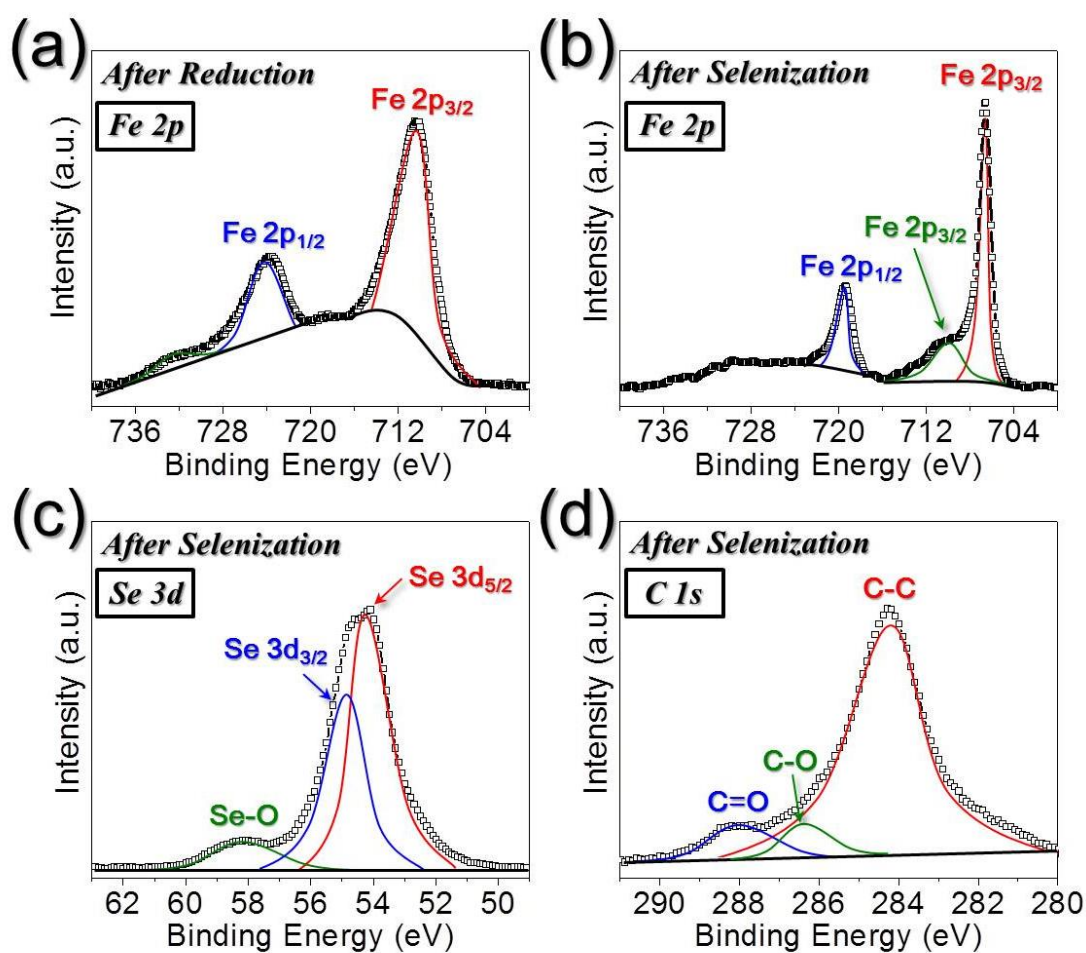 (a)
After Reduction
Fe 2p
Fe 2p3/2
Fe 2p1/2
Intensity (a.u.)
736 728 720 712 704
Binding Energy (eV)
(b)
After Selenization
Fe 2p
Fe 2p3/2
Fe 2p3/2
Fe 2p1/2
Intensity (a.u.)
736 728 720 712 704
Binding Energy (eV)
(c)
After Selenization
Se 3d
Se 3d5/2
Se 3d3/2
Se-O
Intensity (a.u.)
62 60 58 56 54 52 50
Binding Energy (eV)
(d)
After Selenization
C 1s
C-C
C-O
C=O
Intensity (a.u.)
290 288 286 284 282 280
Binding Energy (eV)